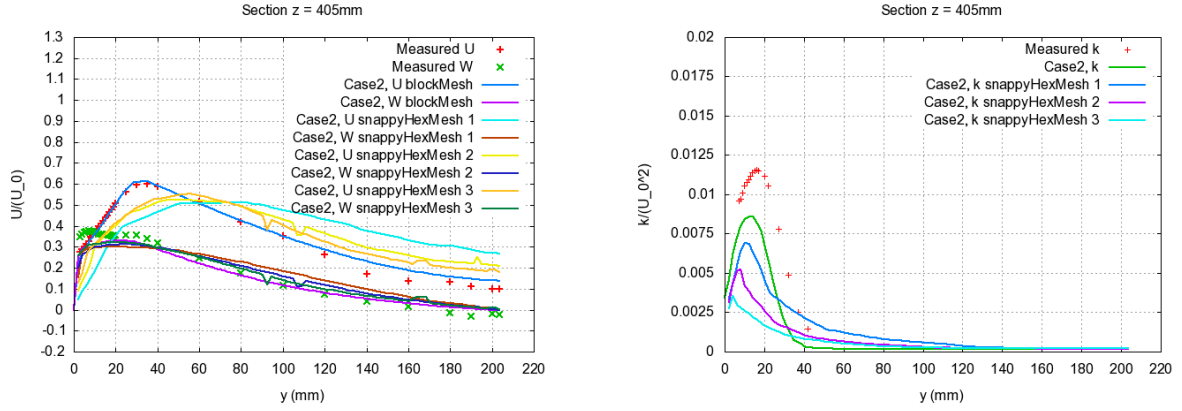 Section z = 405mm
U/(U_0)
1.3
1.2
1.1
1
0.9
0.8
0.7
0.6
0.5
0.4
0.3
0.2
0.1
0
-0.1
-0.2
Measured U
Measured W
Case2, U blockMesh
Case2, W blockMesh
Case2, U snappyHexMesh 1
Case2, W snappyHexMesh 1
Case2, U snappyHexMesh 2
Case2, W snappyHexMesh 2
Case2, U snappyHexMesh 3
Case2, W snappyHexMesh 3
0 20 40 60 80 100 120 140 160 180 200 220
y (mm)
Section z = 405mm
k/(U_0^2)
0.02
0.0175
0.015
0.0125
0.01
0.0075
0.005
0.0025
0
Measured k
Case2, k
Case2, k snappyHexMesh 1
Case2, k snappyHexMesh 2
Case2, k snappyHexMesh 3
0 20 40 60 80 100 120 140 160 180 200 220
y (mm)